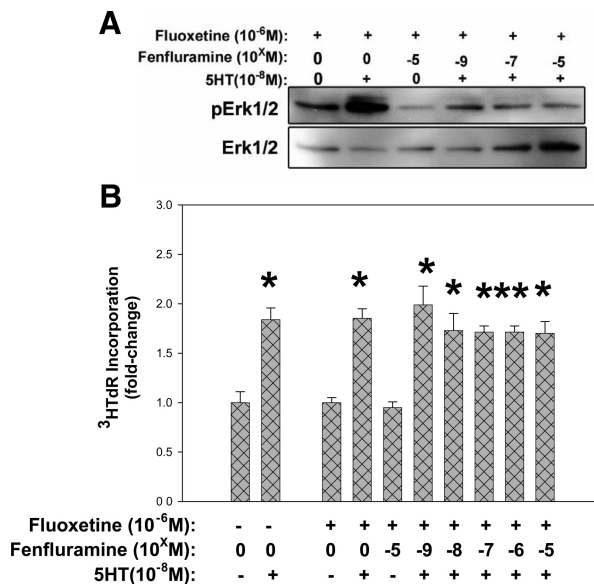 A
Fluoxetine (10-6M): + + + + + +
Fenfluramine (10XM) 0 0 -5 -9 -7 -5
5HT(10-8M): 0 + 0 + + +
pErk1/2
Erk1/2
B
3.0
2.5
2.0
1.5
1.0
0.5
0 0
3HTdR Incorporation
(fold-change)
* * * * *** *
Fluoxetine (10-6M): - - + + + + + + + +
Fenfluramine (10XM): 0 0 0 0 -5 -9 -8 -7 -6 -5
5HT(10-8M): - + - + - + + + + +